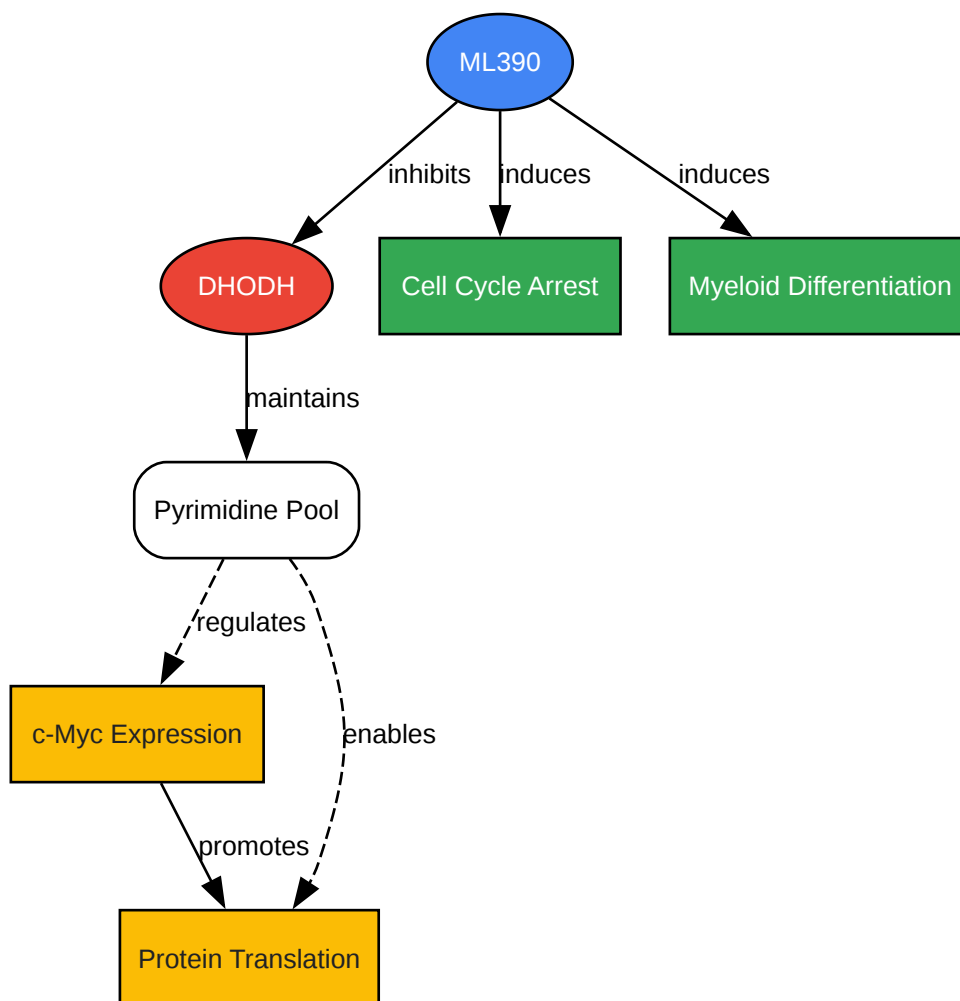 ML390
inhibits
induces
induces
DHODH
Cell Cycle Arrest
Myeloid Differentiation
maintains
Pyrimidine Pool
regulates
c-Myc Expression
enables
promotes
Protein Translation